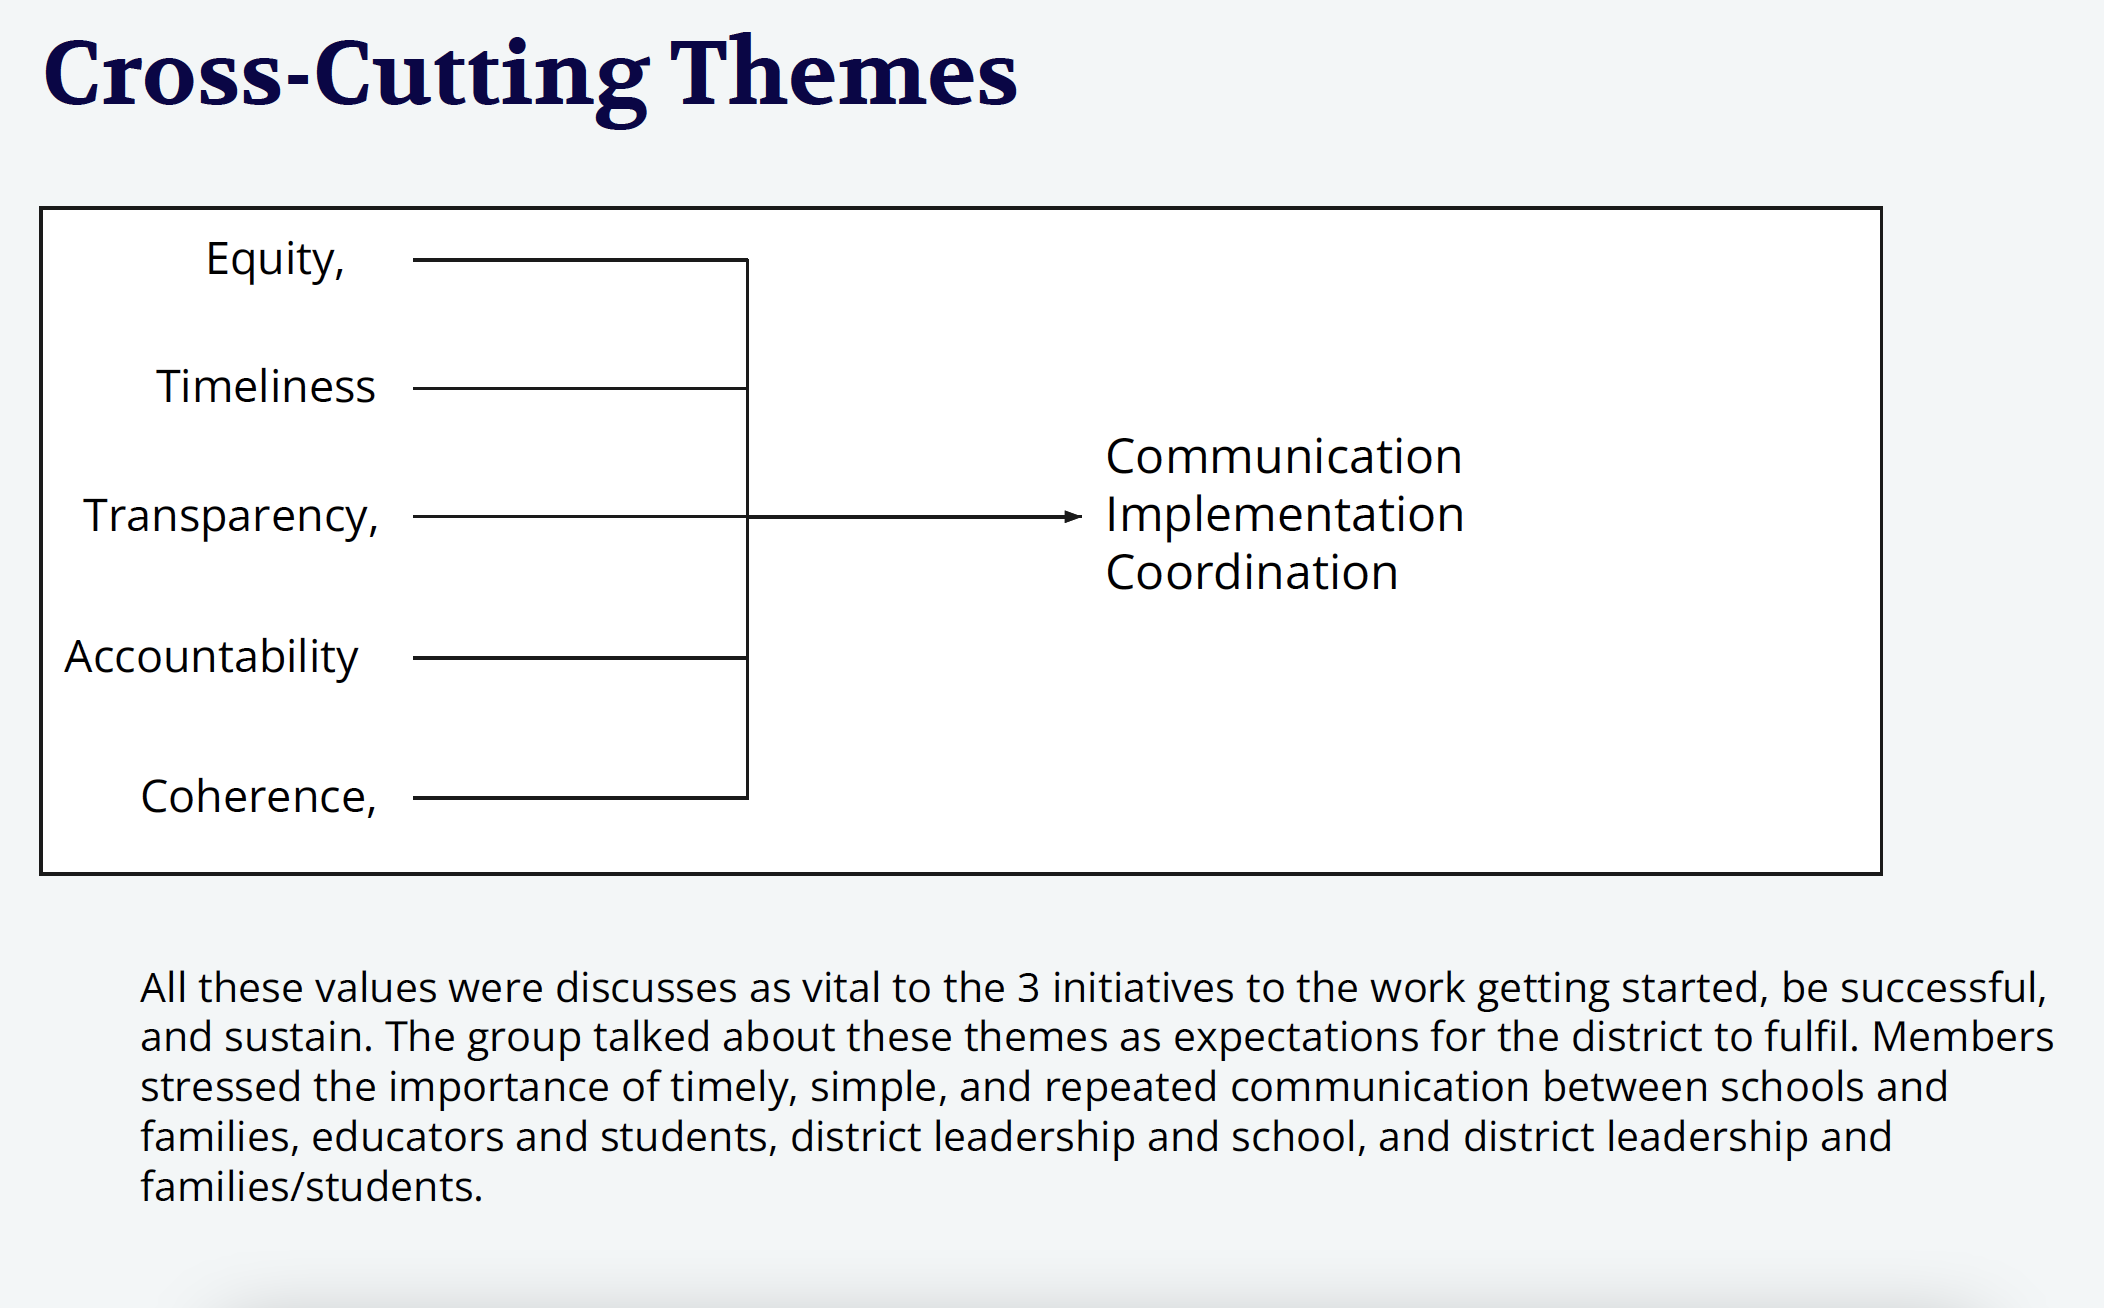 Cross-Cutting Themes
Equity,
Timeliness
Transparency,
Accountability
Coherence,
Communication
Implementation
Coordination
All these values were discusses as vital to the 3 initiatives to the work getting started, be successful,
and sustain. The group talked about these themes as expectations for the district to fulfil. Members
stressed the importance of timely, simple, and repeated communication between schools and
families, educators and students, district leadership and school, and district leadership and
families/students.